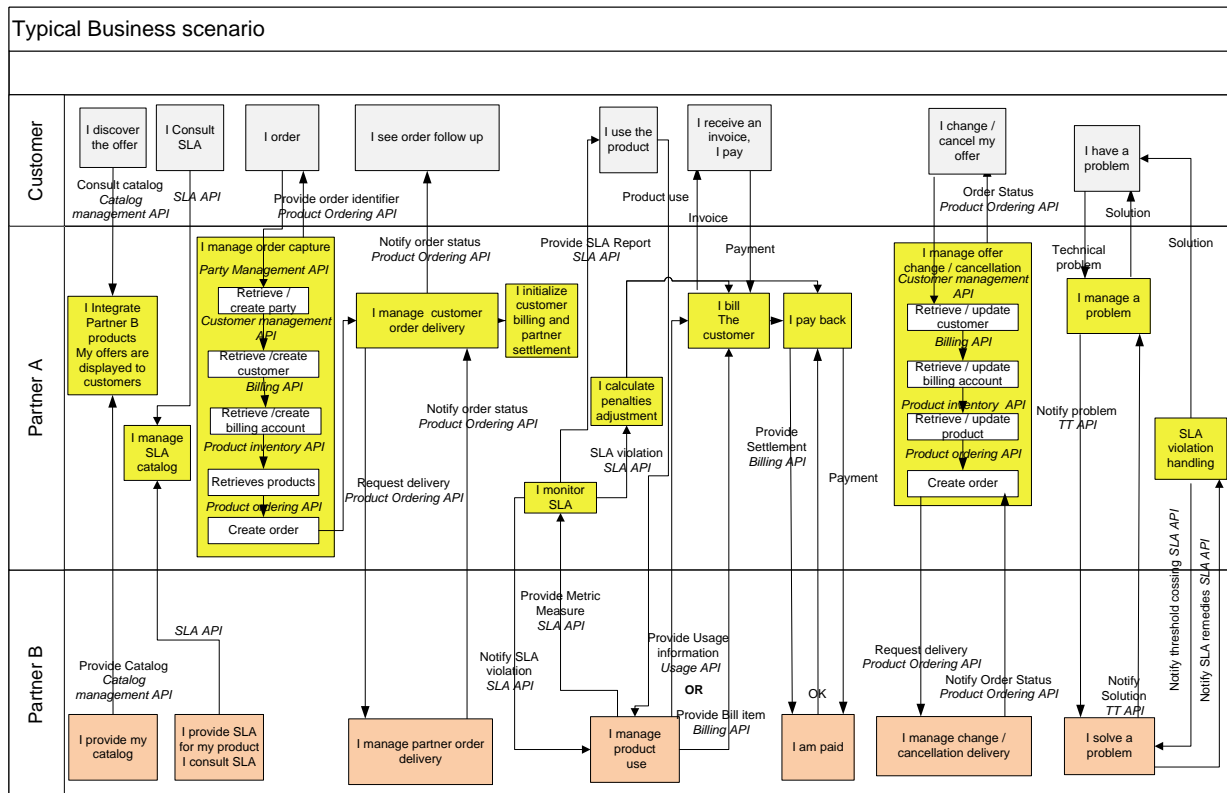 Typical Business scenario
Customer
I discover
the offer
I Consult
SLA
I order
I see order follow up
I use the
product
I receive an
invoice,
I pay
I change /
cancel my
offer
I have a
problem
Consult catalog
Catalog
management API
SLA API
Provide order identifier
Product Ordering API
Product use
Invoice
Order Status
Product Ordering API
Solution
Partner A
I manage order capture
Party Management API
Retrieve /
create party
Customer management
API
Retrieve /create
customer
Billing API
Retrieve /create
billing account
Product inventory API
Retrieves products
Product ordering API
Create order
Notify order status
Product Ordering API
Provide SLA Report
SLA API
Payment
I manage offer
change / cancellation
Customer management
API
Retrieve / update
customer
Billing API
Retrieve / update
billing account
Product inventory API
Retrieve / update
product
Product ordering API
Create order
Technical
problem
Solution
I Integrate
Partner B
products
My offers are
displayed to
customers
I manage customer
order delivery
I initialize
customer
billing and
partner
settlement
I bill
The
customer
I pay back
I manage a
problem
I calculate
penalties
adjustment
Notify order status
Product Ordering API
I manage
SLA
catalog
Request delivery
Product Ordering API
SLA violation
SLA API
I monitor
SLA
Provide
Settlement
Billing API
Payment
Notify problem
TT API
SLA
violation
handling
Partner B
SLA API
Provide Catalog
Catalog
management API
Provide Metric
Measure
SLA API
Notify SLA
violation
SLA API
Provide Usage
information
Usage API
OR
Provide Bill item
Billing API
OK
Request delivery
Product Ordering API
Notify Order Status
Product Ordering API
Notify
Solution
TT API
Notify threshold cossing SLA API
Notify SLA remedies SLA API
I provide my
catalog
I provide SLA
for my product
I consult SLA
I manage partner order
delivery
I manage
product
use
I am paid
I manage change /
cancellation delivery
I solve a
problem